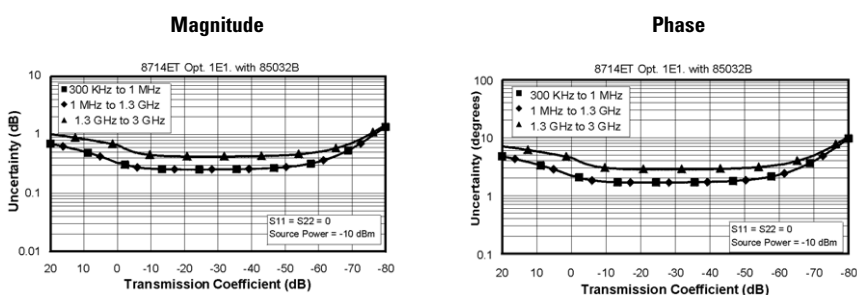 Magnitude
8714ET Opt. 1E1. with 85032B
10
1
0.1
0.01
Uncertainty (dB)
300 KHz to 1 MHz
1 MHz to 1.3 GHz
1.3 GHz to 3 GHz
S11 = S22 = 0
Source Power = -10 dBm
20 10 0 -10 -20 -30 -40 -50 -60 -70 -80
Transmission Coefficient (dB)
Phase
8714ET Opt. 1E1. with 85032B
100
10
1
0.1
Uncertainty (degrees)
300 KHz to 1 MHz
1 MHz to 1.3 GHz
1.3 GHz to 3 GHz
S11 = S22 = 0
Source Power = -10 dBm
20 10 0 -10 -20 -30 -40 -50 -60 -70 -80
Transmission Coefficient (dB)